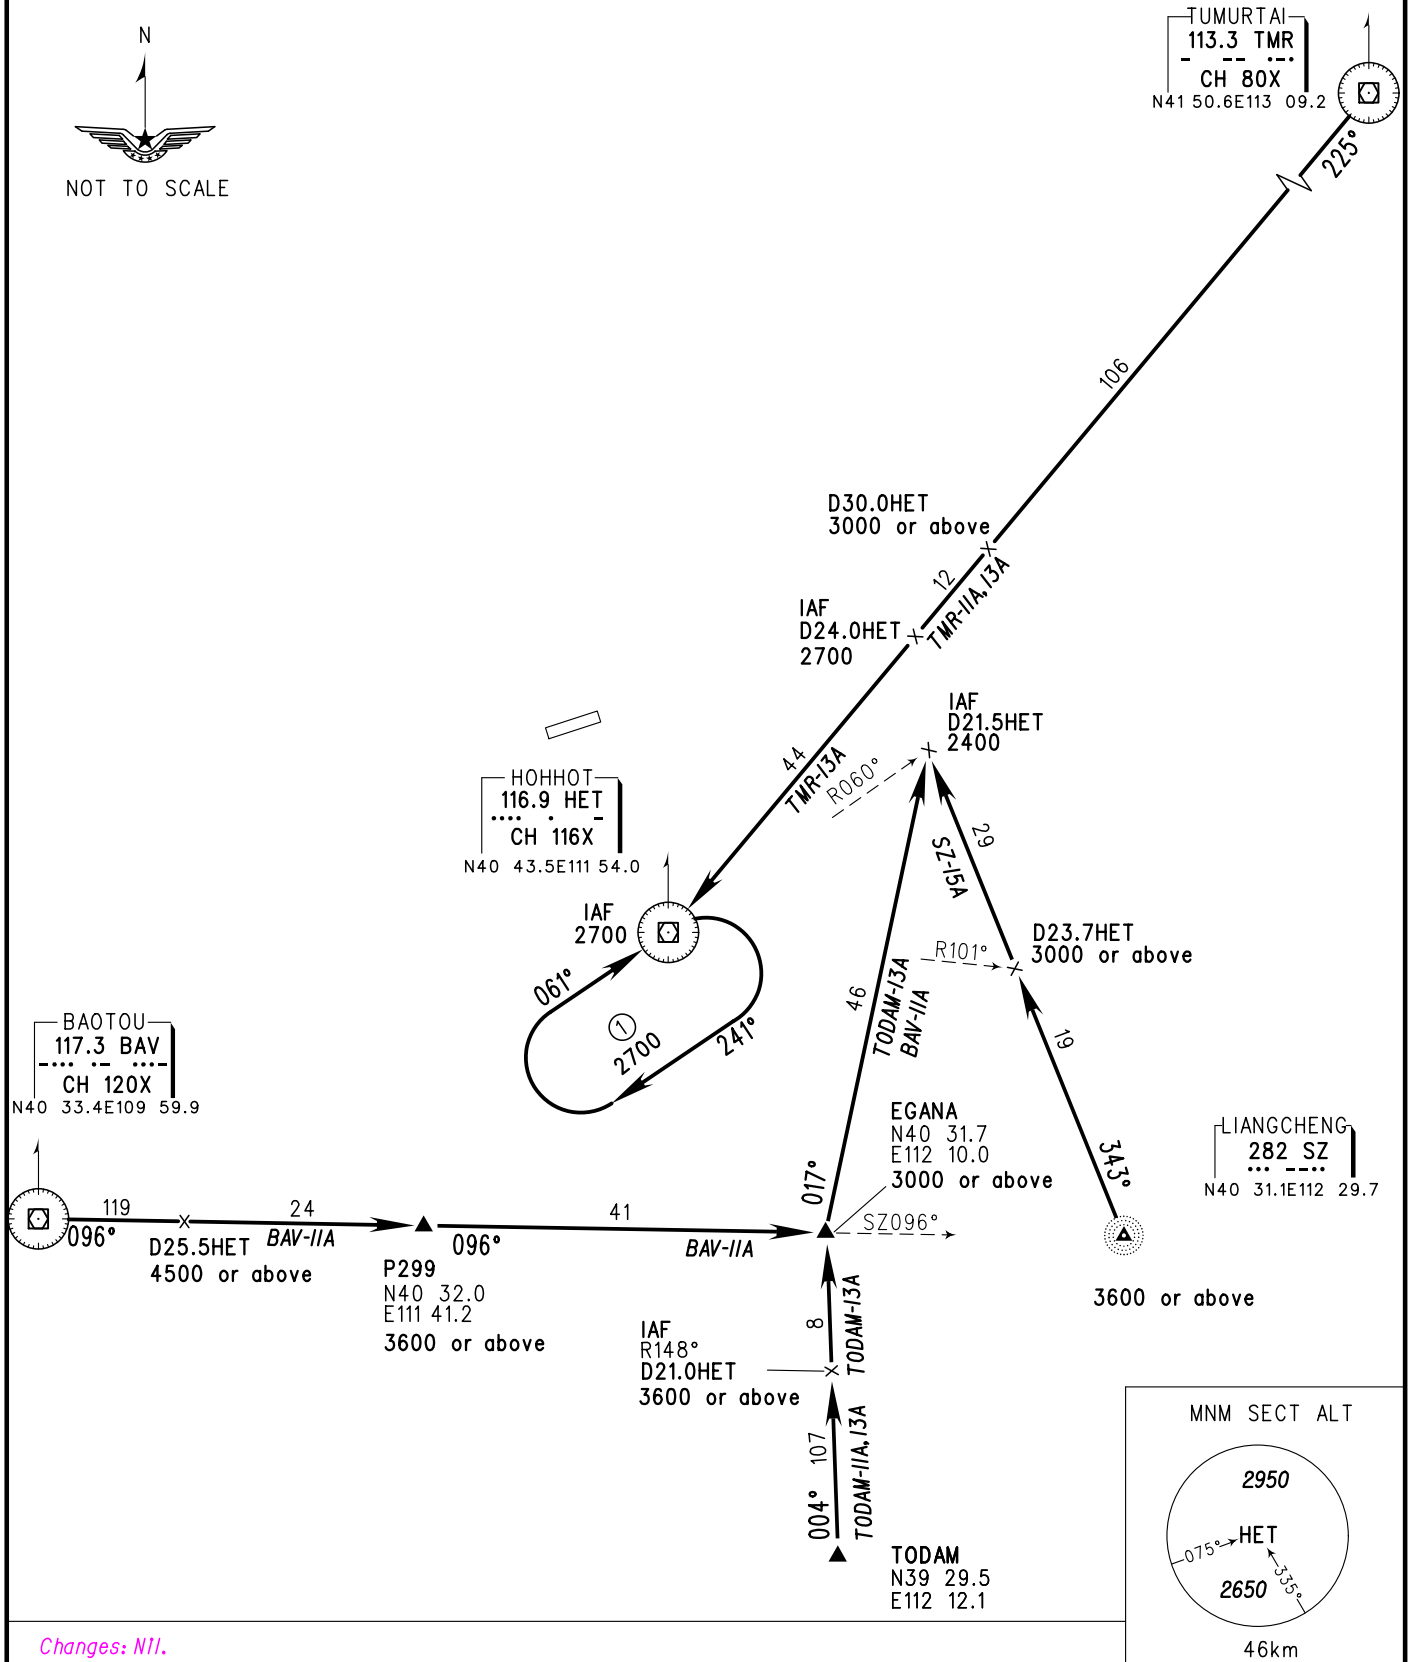 N
NOT TO SCALE
TUMURTAI
113.3 TMR
CH 80X
N41 50.6E113 09.2
225°
106
D30.0HET
3000 or above
12
TMR-11A,13A
IAF
D24.0HET
2700
44
TMR-13A
R060°
IAF
D21.5HET
2400
HOHHOT
116.9 HET
CH 116X
N40 43.5E111 54.0
29
SZ-15A
IAF
2700
061°
1
2700
241°
D23.7HET
3000 or above
R101°
46
TODAM-13A
BAV-11A
19
BAOTOU
117.3 BAV
CH 120X
N40 33.4E109 59.9
EGANA
N40 31.7
E112 10.0
3000 or above
LIANGCHENG
282 SZ
N40 31.1E112 29.7
343°
017°
SZ096°
119
096°
D25.5HET
4500 or above
24
BAV-11A
096°
41
BAV-11A
P299
N40 32.0
E111 41.2
3600 or above
3600 or above
8
TODAM-13A
IAF
R148°
D21.0HET
3600 or above
107
004°
TODAM-11A,13A
TODAM
N39 29.5
E112 12.1
MNM SECT ALT
2950
HET
075°
335°
2650
46km
Changes: Nil.